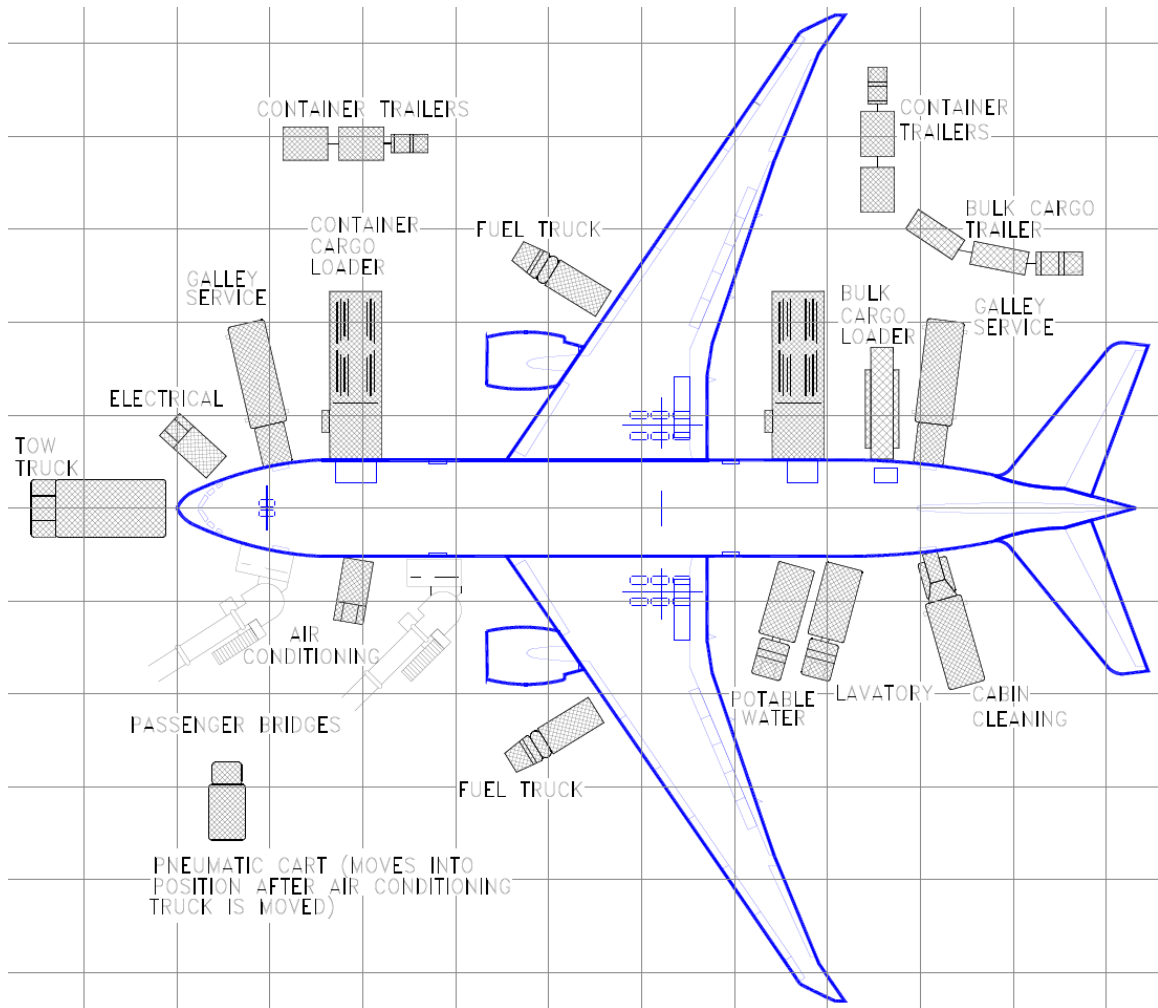 CONTAINER TRAILERS
CONTAINER
TRAILERS
CONTAINER
CARGO
LOADER
FUEL TRUCK
BULK CARGO
TRAILER
GALLEY
SERVICE
BULK
CARGO
LOADER
GALLEY
SERVICE
ELECTRICAL
TOW
TRUCK
AIR
CONDITIONING
POTABLE
WATER
LAVATORY
CABIN
CLEANING
PASSENGER BRIDGES
FUEL TRUCK
PNEUMATIC CART (MOVES INTO
POSITION AFTER AIR CONDITIONING
TRUCK IS MOVED)